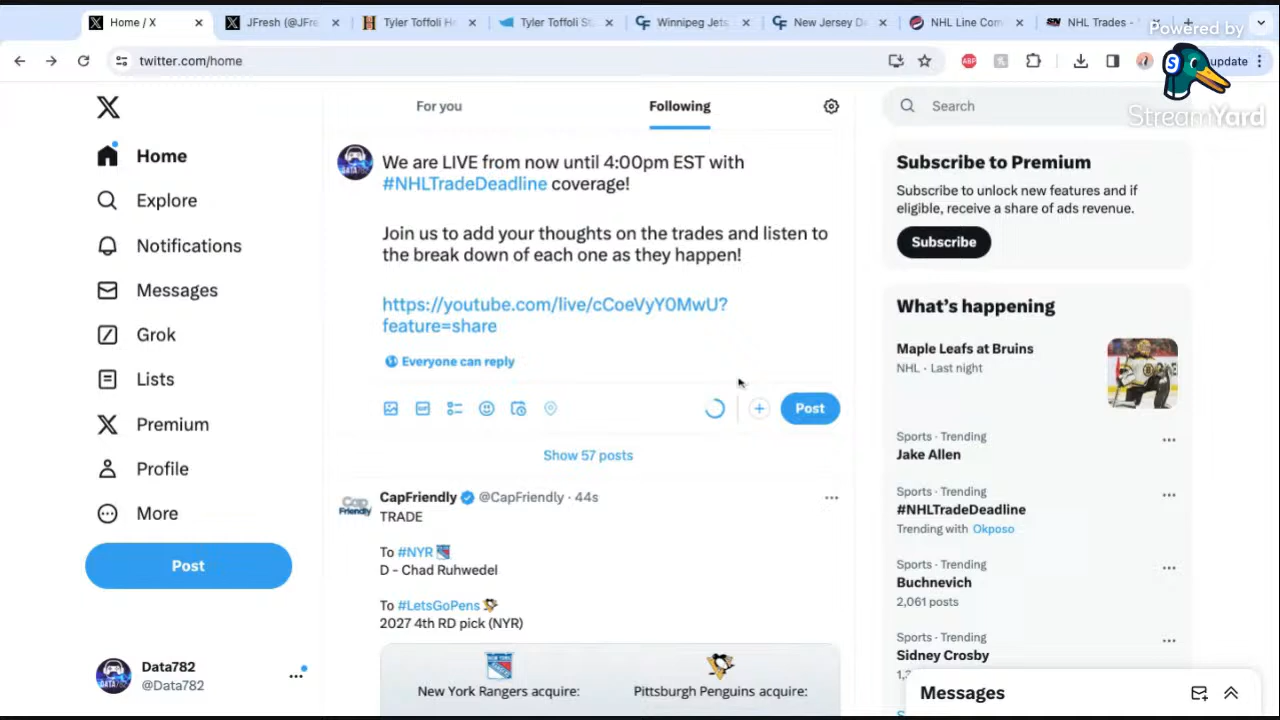 Home / X
JFresh (@JFre
Tyler Toffoli H
Tyler Toffoli St
Winnipeg Jets
New Jersey D
NHL Line Com
NHL Trades -
Powered by
twitter.com/home
ABP
update
StreamYard
For you
Following
Search
Home
Explore
Notifications
Messages
Grok
Lists
Premium
Profile
More
Post
Data782
@Data782
We are LIVE from now until 4:00pm EST with
#NHLTradeDeadline coverage!
Join us to add your thoughts on the trades and listen to
the break down of each one as they happen!
https://youtube.com/live/cCoeVyY0MwU?
feature=share
Everyone can reply
GIF
Post
Show 57 posts
CapFriendly @CapFriendly · 44s
TRADE
To #NYR
D - Chad Ruhwedel
To #LetsGoPens
2027 4th RD pick (NYR)
New York Rangers acquire:
Pittsburgh Penguins acquire:
Subscribe to Premium
Subscribe to unlock new features and if
eligible, receive a share of ads revenue.
Subscribe
What's happening
Maple Leafs at Bruins
NHL · Last night
Sports · Trending
Jake Allen
Sports · Trending
#NHLTradeDeadline
Trending with Okposo
Sports · Trending
Buchnevich
2,061 posts
Sports · Trending
Sidney Crosby
Messages